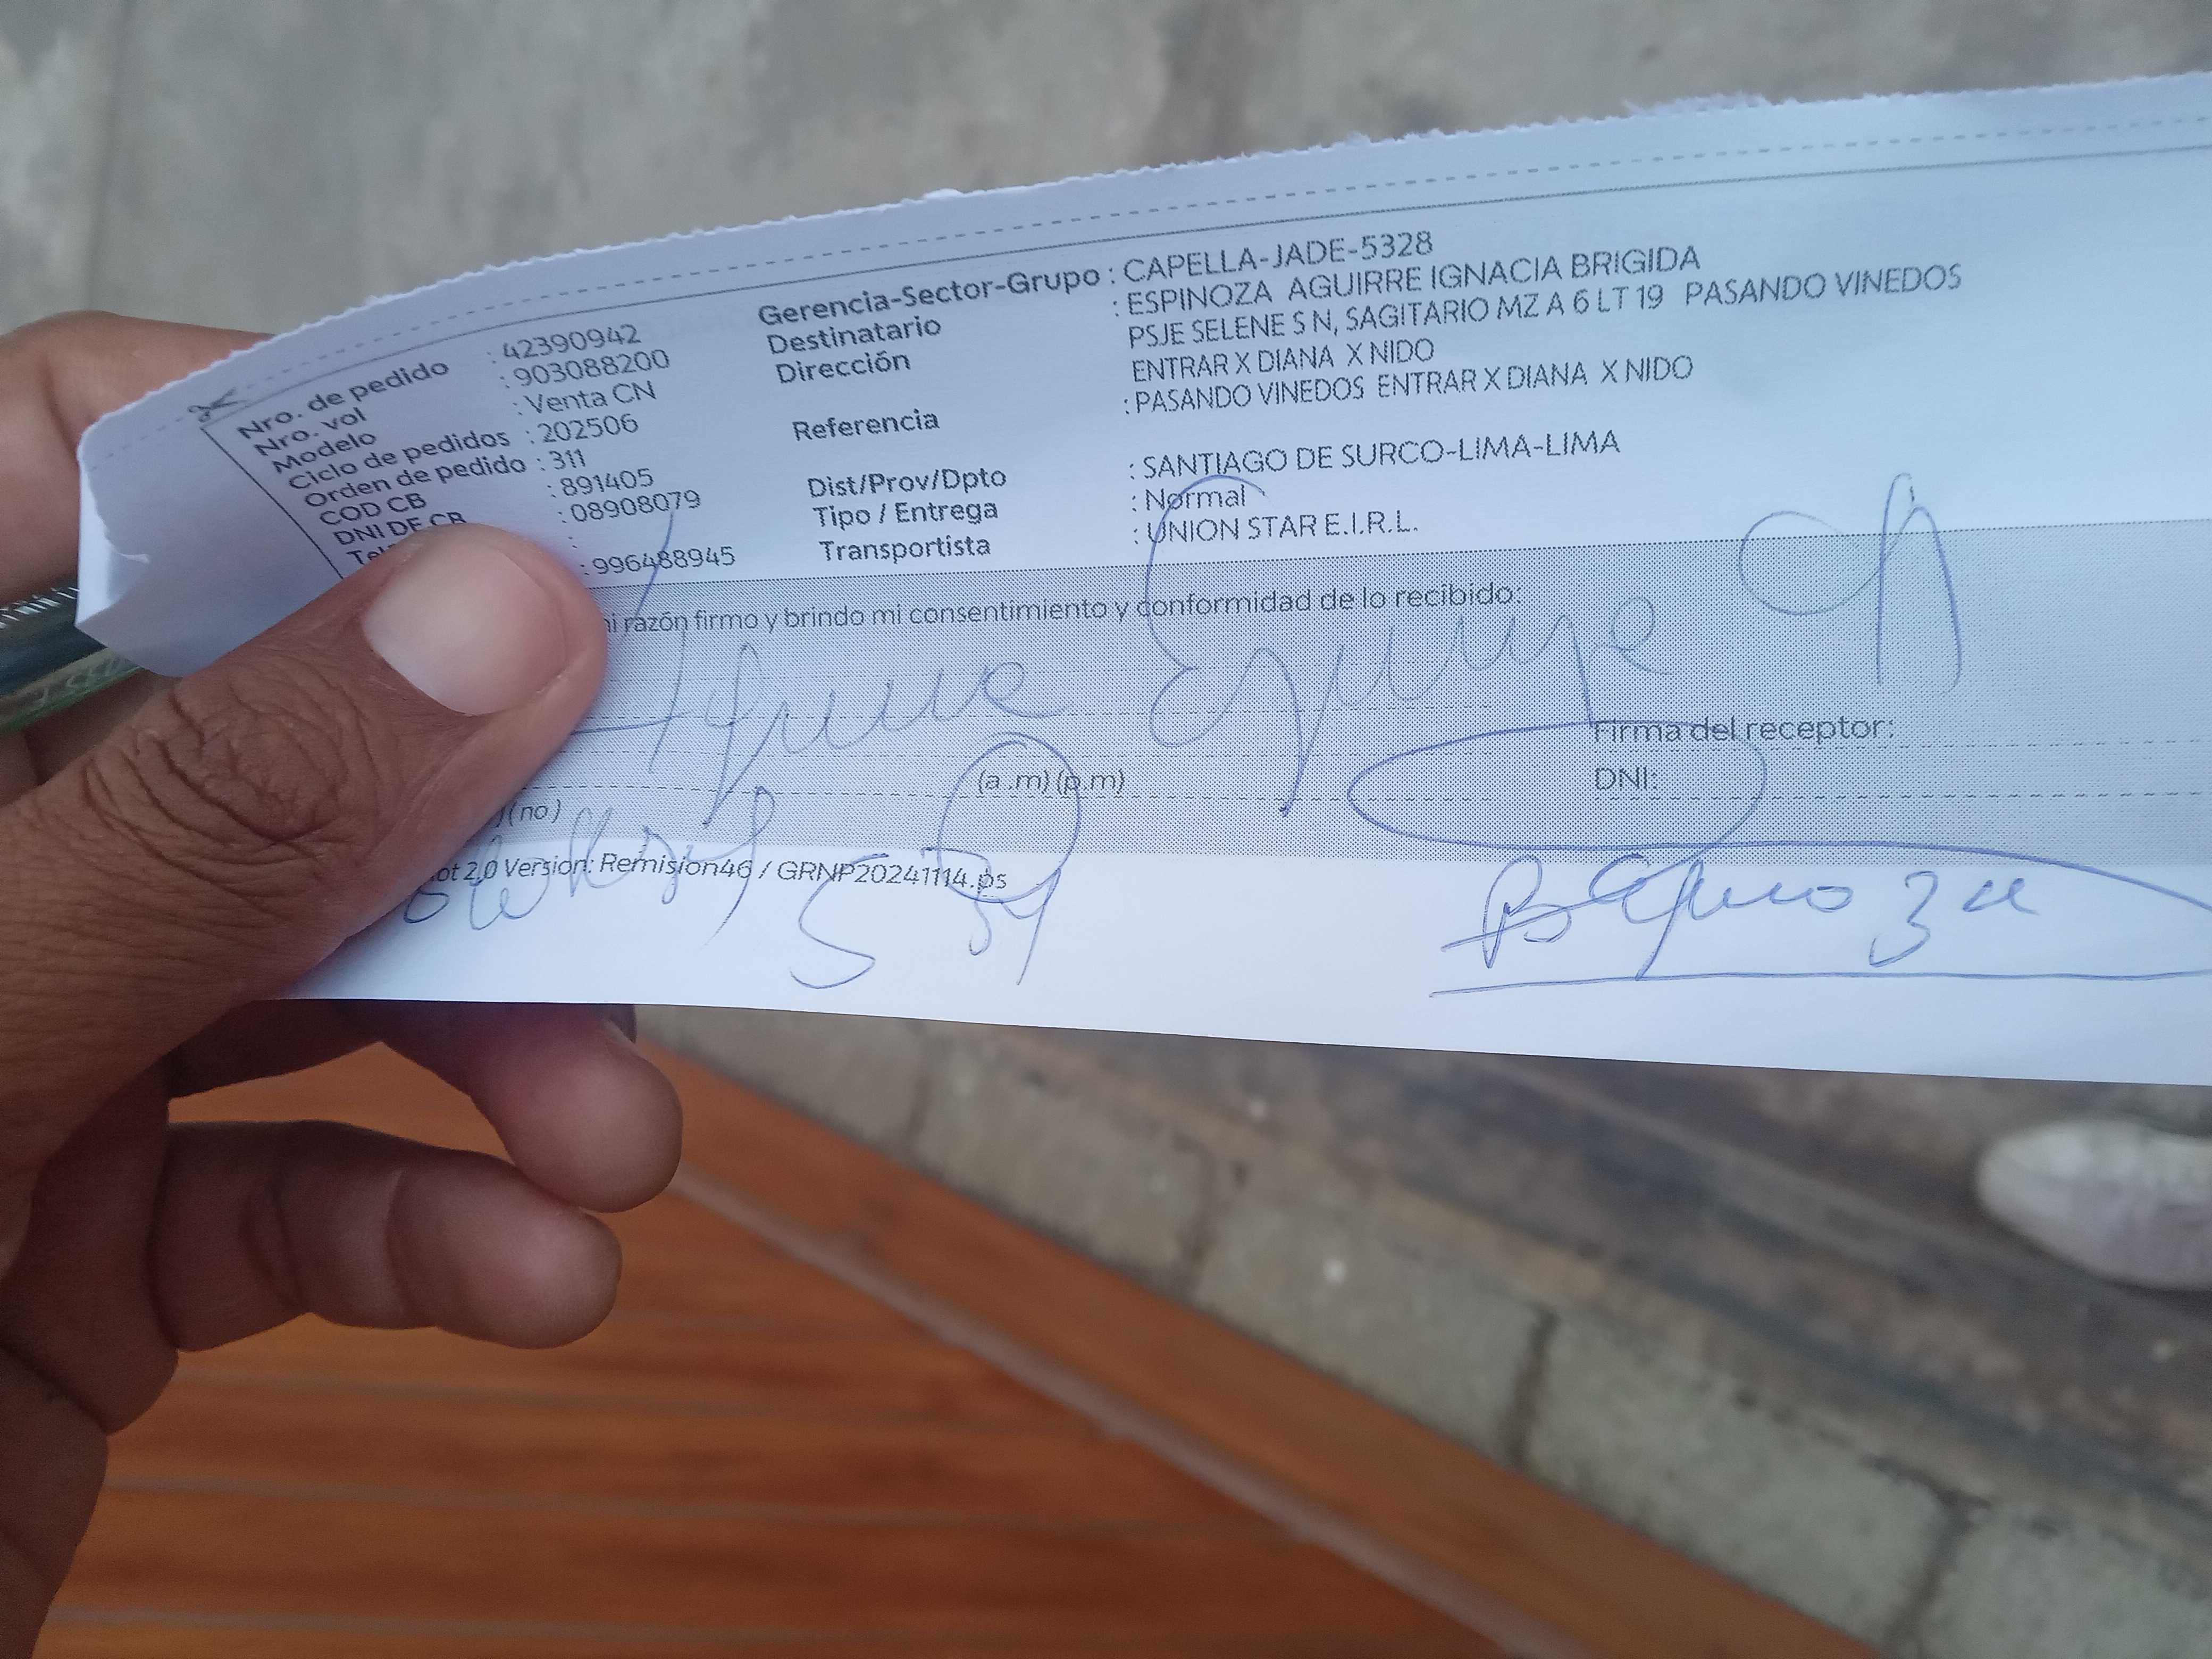 Nro. de pedido : 42390942
Nro. vol : 903088200
Modelo : Venta CN
Ciclo de pedidos : 202506
Orden de pedido : 311
COD CB : 891405
DNI DE CB : 08908079
:
: 996488945
Gerencia-Sector-Grupo : CAPELLA-JADE-5328
Destinatario : ESPINOZA AGUIRRE IGNACIA BRIGIDA
Dirección PSJE SELENE S N, SAGITARIO MZ A 6 LT 19 PASANDO VINEDOS
ENTRAR X DIANA X NIDO
Referencia : PASANDO VINEDOS ENTRAR X DIANA X NIDO
Dist/Prov/Dpto : SANTIAGO DE SURCO-LIMA-LIMA
Tipo / Entrega : Normal
Transportista : UNION STAR E.I.R.L.
razón firmo y brindo mi consentimiento y conformidad de lo recibido:
Firma del receptor:
(a .m) (p.m)
DNI:
(no)
2.0 Version: Remision46 / GRNP20241114.ps